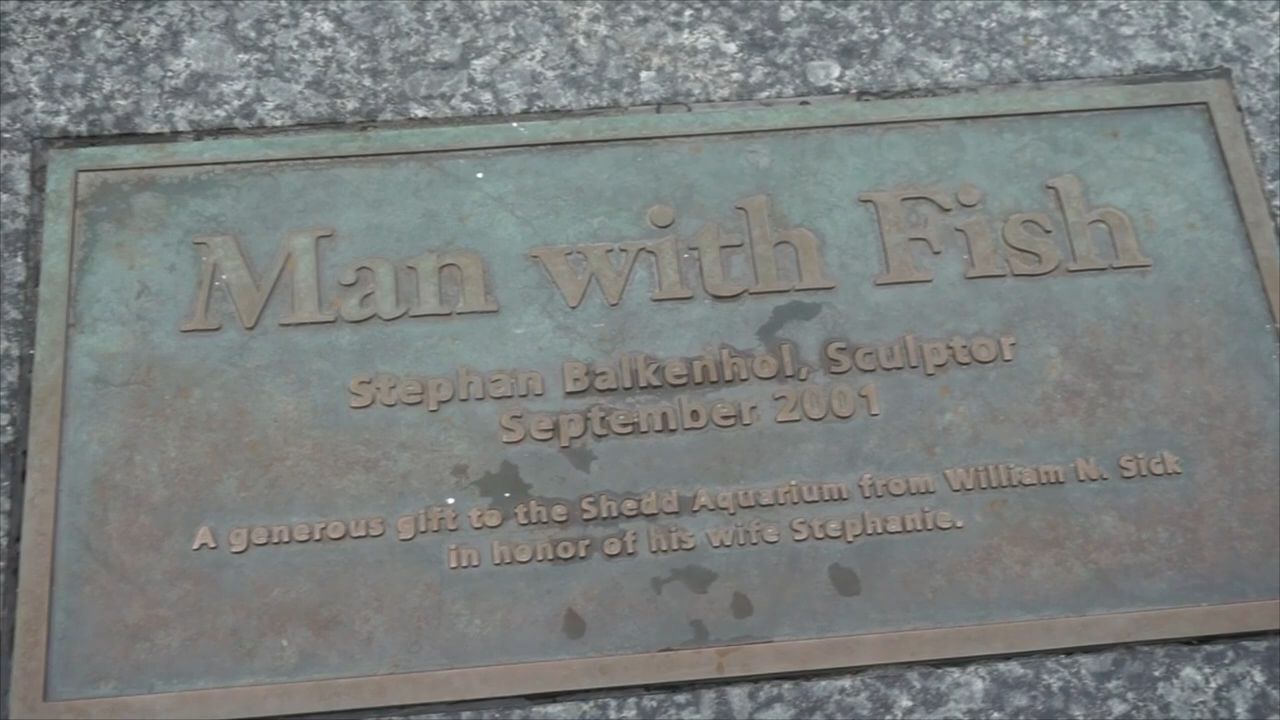 Man with Fish
Stephan Balkenhol, Sculptor
September 2001
A generous gift to the Shedd Aquarium from William N. Sick
in honor of his wife Stephanie.